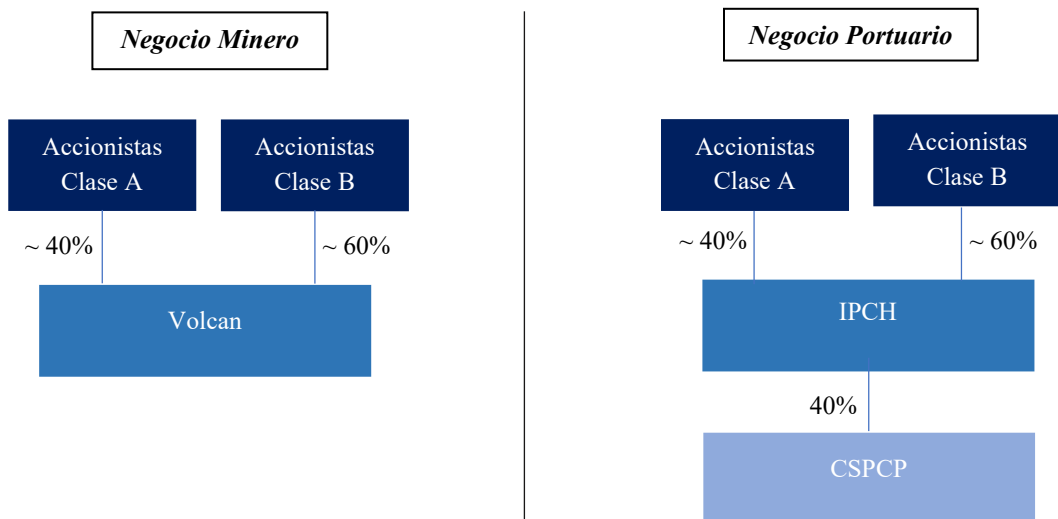 Negocio Minero
Accionistas
Clase A
Accionistas
Clase B
~ 40%
~ 60%
Volcan
Negocio Portuario
Accionistas
Clase A
Accionistas
Clase B
~ 40%
~ 60%
IPCH
40%
CSPCP